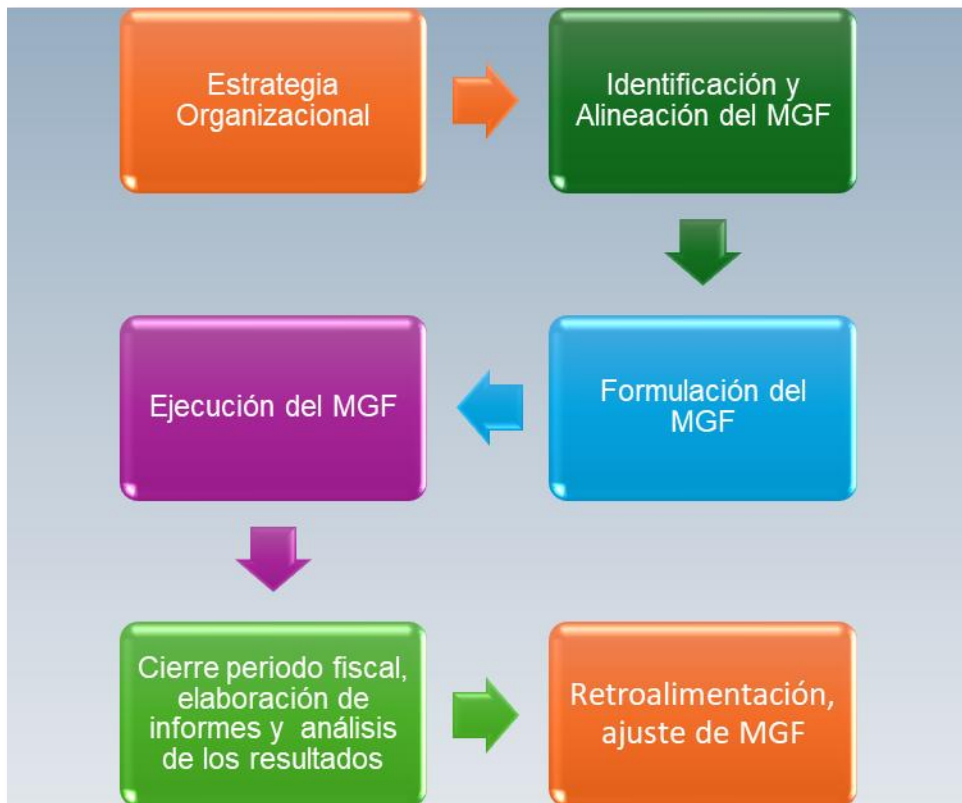 Estrategia
Organizacional
Identificación y
Alineación del MGF
Formulación del
MGF
Ejecución del MGF
Cierre periodo fiscal,
elaboración de
informes y análisis
de los resultados
Retroalimentación,
ajuste de MGF